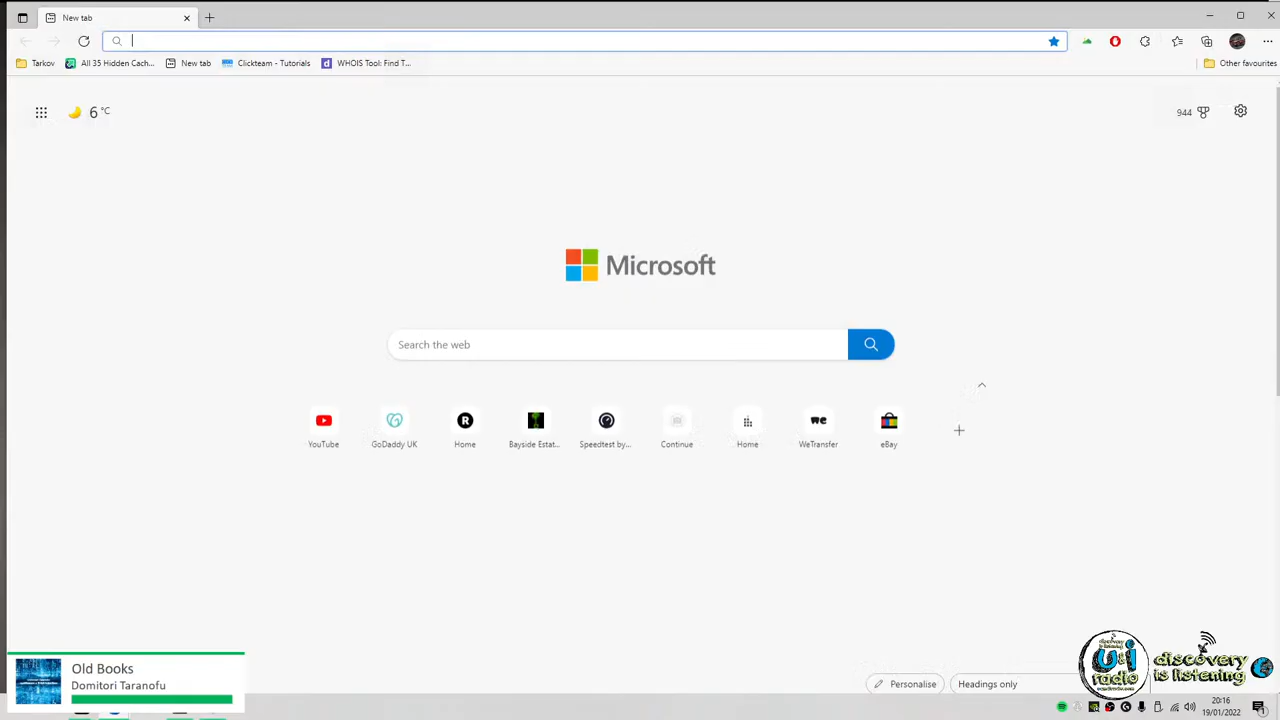 New tab
Tarkov
All 35 Hidden Cach...
New tab
Clickteam - Tutorials
WHOIS Tool: Find T...
Other favourites
6 °C
944
Microsoft
Search the web
YouTube
GoDaddy UK
Home
Bayside Estat...
Speedtest by...
Continue
Home
WeTransfer
eBay
Old Books
Domitori Taranofu
Personalise
Headings only
U&I
radio
discovery
is listening
20:16
19/01/2022